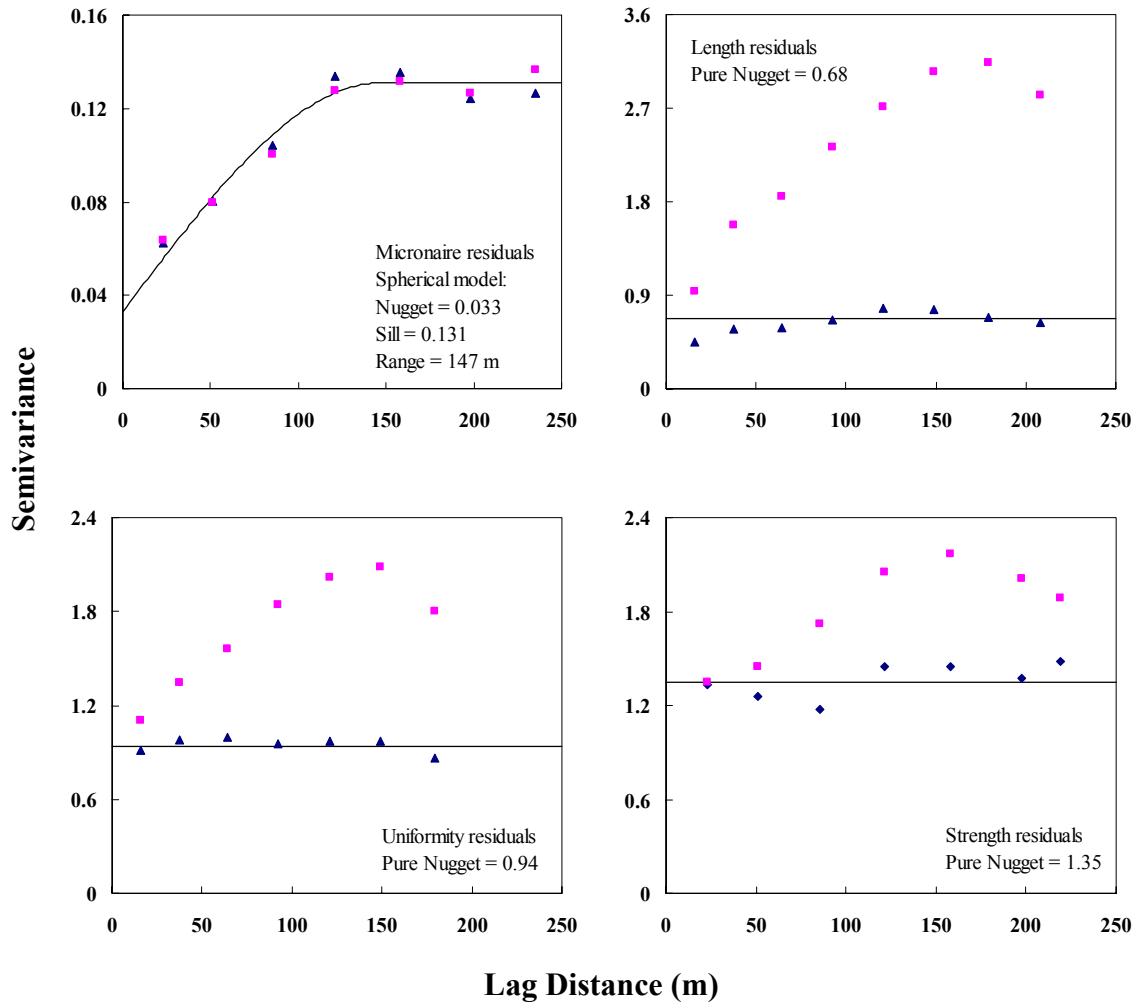 Semivariance
0.16
0.12
0.08
0.04
0
0 50 100 150 200 250
Micronaire residuals
Spherical model:
Nugget = 0.033
Sill = 0.131
Range = 147 m
3.6
2.7
1.8
0.9
0
0 50 100 150 200 250
Length residuals
Pure Nugget = 0.68
2.4
1.8
1.2
0.6
0
0 50 100 150 200 250
Uniformity residuals
Pure Nugget = 0.94
2.4
1.8
1.2
0.6
0
0 50 100 150 200 250
Strength residuals
Pure Nugget = 1.35
Lag Distance (m)